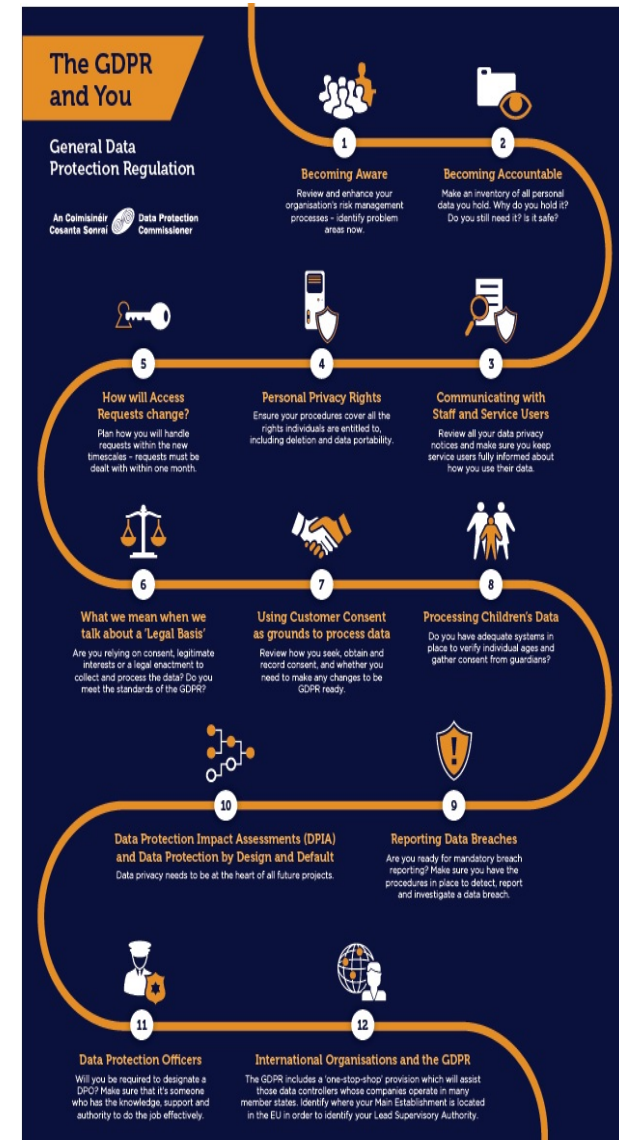 The GDPR
and You
General Data
Protection Regulation
An Coimisinéir
Cosanta Sonraí
Data Protection
Commissioner
1
Becoming Aware
Review and enhance your
organisation's risk management
processes – identify problem
areas now.
2
Becoming Accountable
Make an inventory of all personal
data you hold. Why do you hold it?
Do you still need it? Is it safe?
3
Communicating with
Staff and Service Users
Review all your data privacy
notices and make sure you keep
service users fully informed about
how you use their data.
4
Personal Privacy Rights
Ensure your procedures cover all the
rights individuals are entitled to,
including deletion and data portability.
5
How will Access
Requests change?
Plan how you will handle
requests within the new
timescales – requests must be
dealt with within one month.
6
What we mean when we
talk about a 'Legal Basis'
Are you relying on consent, legitimate
interests or a legal enactment to
collect and process the data? Do you
meet the standards of the GDPR?
7
Using Customer Consent
as grounds to process data
Review how you seek, obtain and
record consent, and whether you
need to make any changes to be
GDPR ready.
8
Processing Children's Data
Do you have adequate systems in
place to verify individual ages and
gather consent from guardians?
9
Reporting Data Breaches
Are you ready for mandatory breach
reporting? Make sure you have the
procedures in place to detect, report
and investigate a data breach.
10
Data Protection Impact Assessments (DPIA)
and Data Protection by Design and Default
Data privacy needs to be at the heart of all future projects.
11
Data Protection Officers
Will you be required to designate a
DPO? Make sure that it's someone
who has the knowledge, support and
authority to do the job effectively.
12
International Organisations and the GDPR
The GDPR includes a 'one-stop-shop' provision which will assist
those data controllers whose companies operate in many
member states. Identify where your Main Establishment is located
in the EU in order to identify your Lead Supervisory Authority.